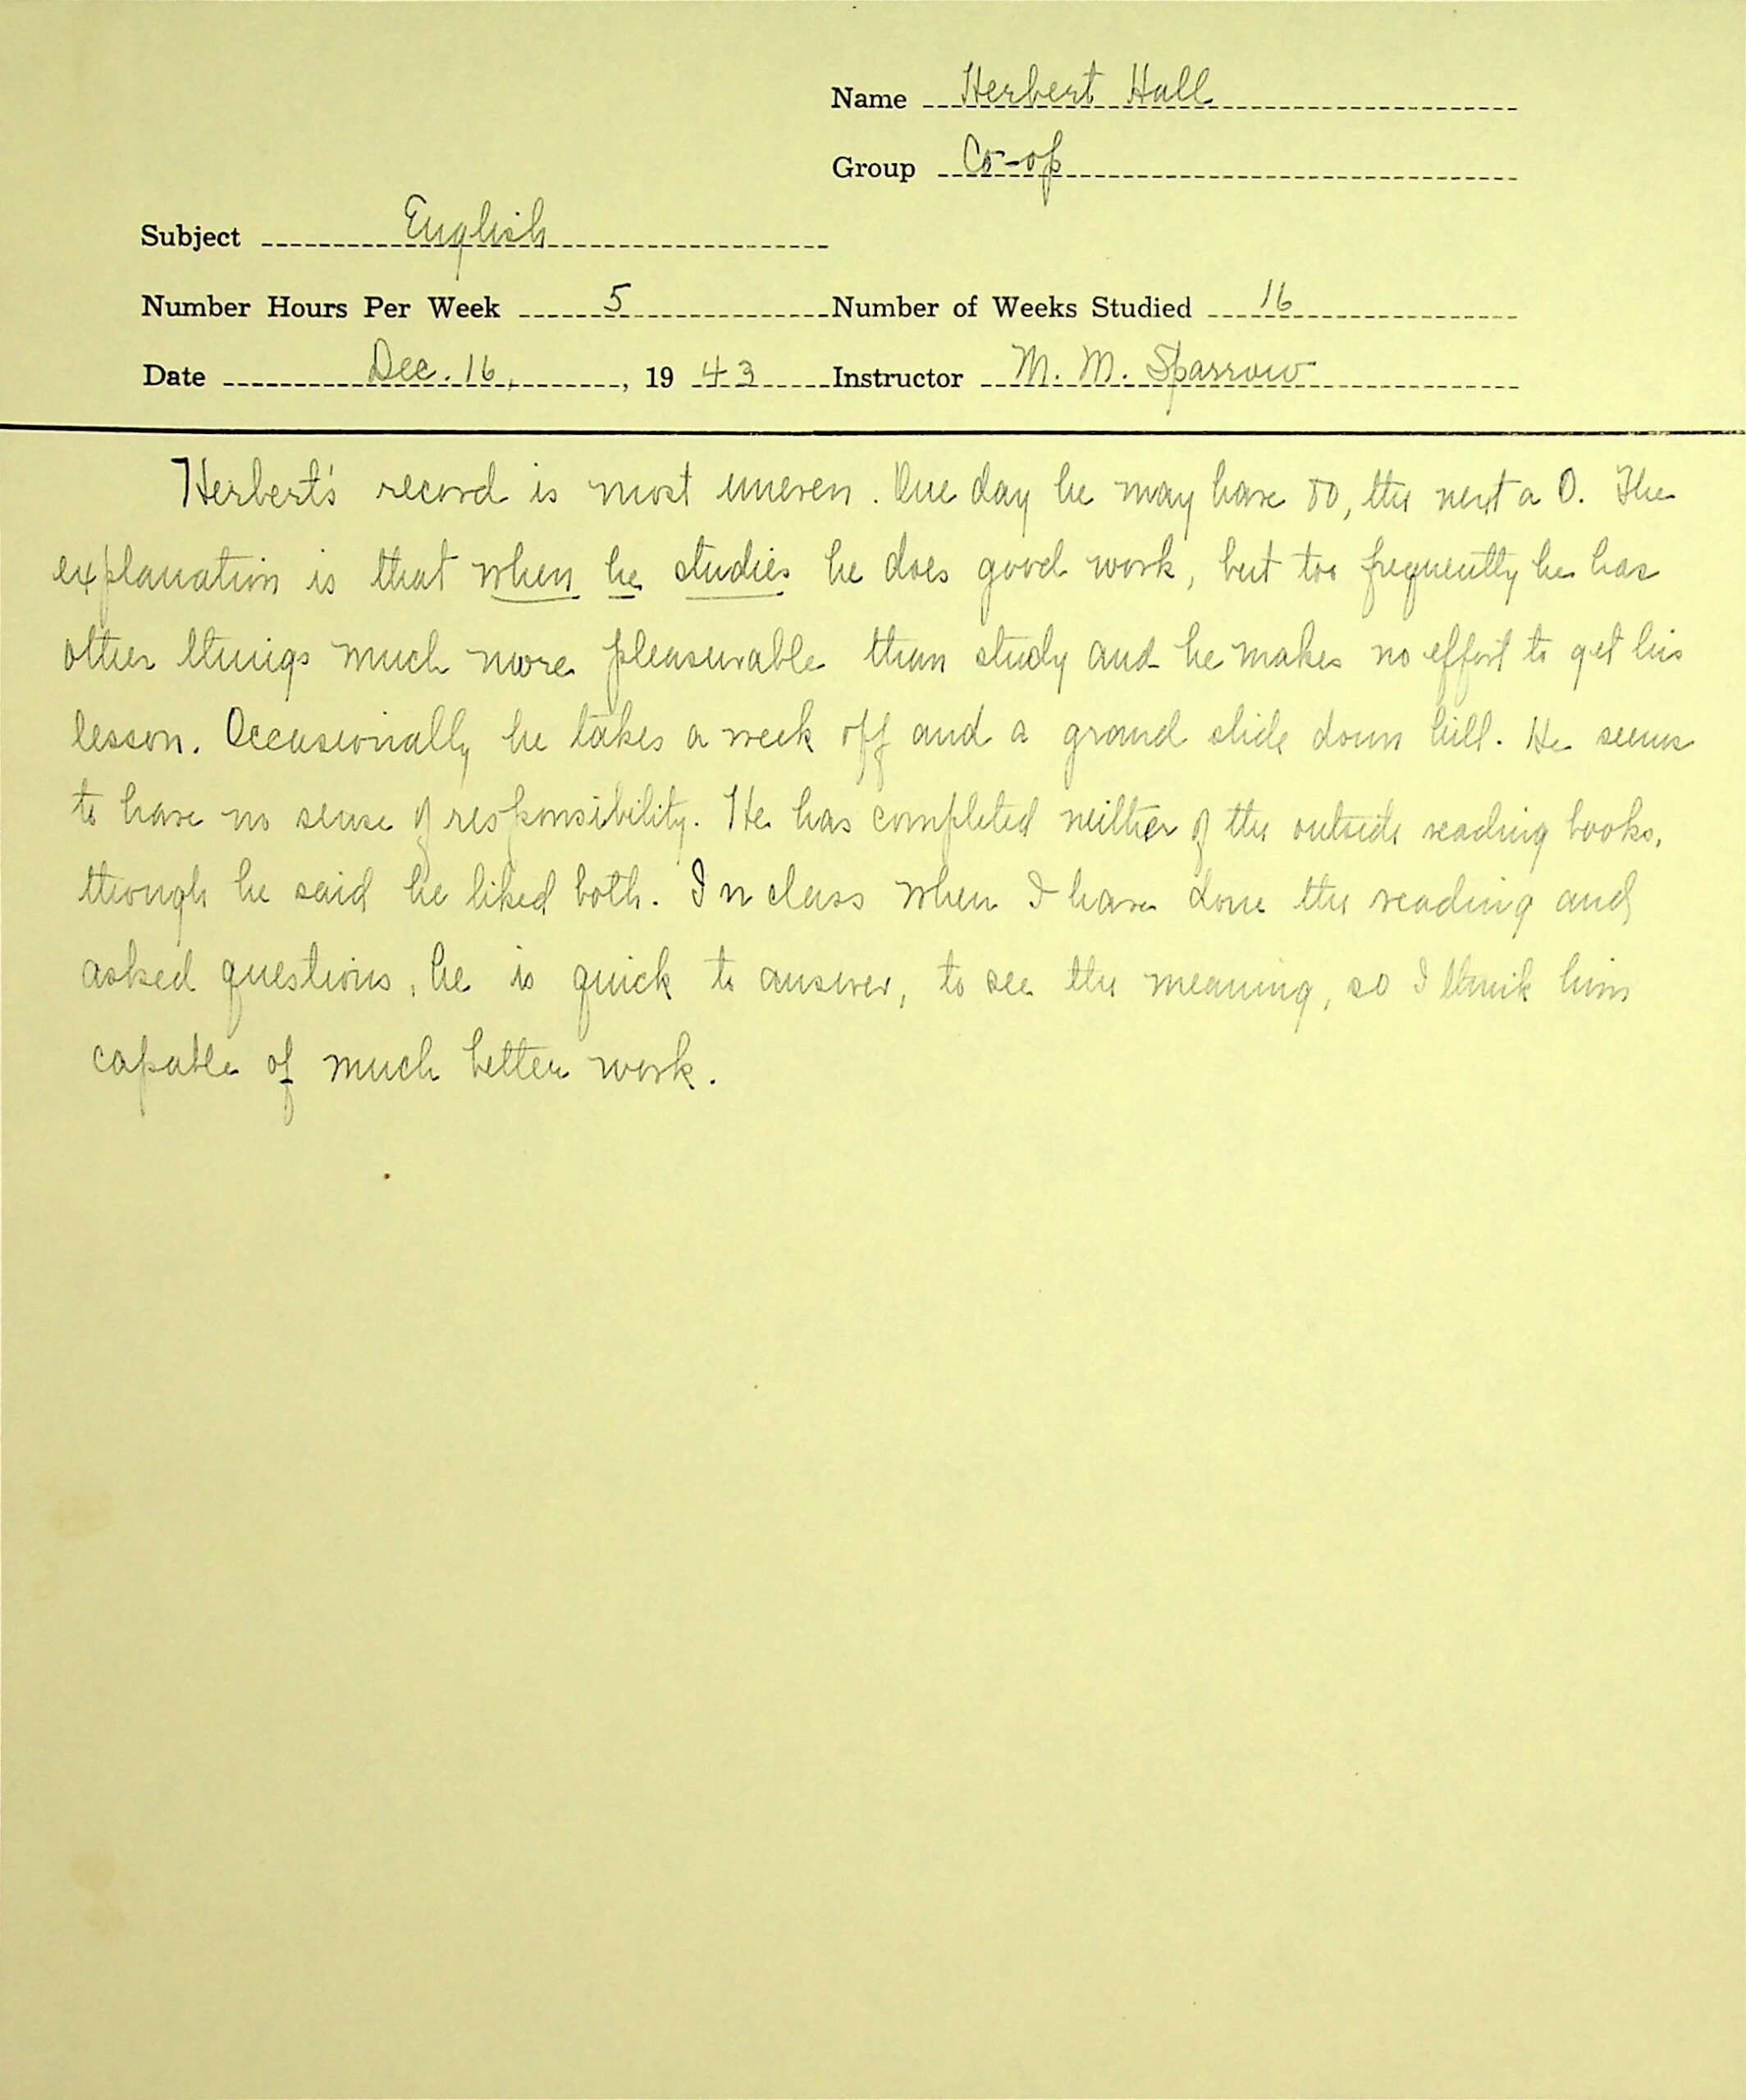 Name Herbert Hall
Group Co-op
Subject English
Number Hours Per Week 5 Number of Weeks Studied 16
Date Dec. 16, , 19 43 Instructor M. M. Sparrow
Herbert's record is most uneven. One day he may have 80, the next a 0. The
explanation is that when he studies he does good work, but too frequently he has
other things much more pleasurable than study and he makes no effort to get his
lesson. Occasionally he takes a week off and a grand slide down hill. He seems
to have no sense of responsibility. He has completed neither of the outside reading books,
though he said he liked both. In class when I have done the reading and
asked questions, he is quick to answer, to see the meaning, so I think him
capable of much better work.